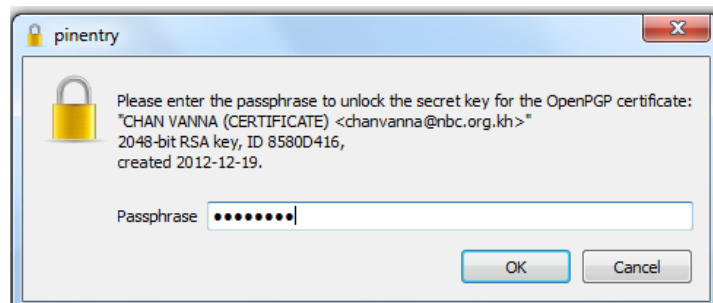 pinentry
Please enter the passphrase to unlock the secret key for the OpenPGP certificate:
"CHAN VANNA (CERTIFICATE) <chanvanna@nbc.org.kh>"
2048-bit RSA key, ID 8580D416,
created 2012-12-19.
Passphrase ●●●●●●●●
OK Cancel